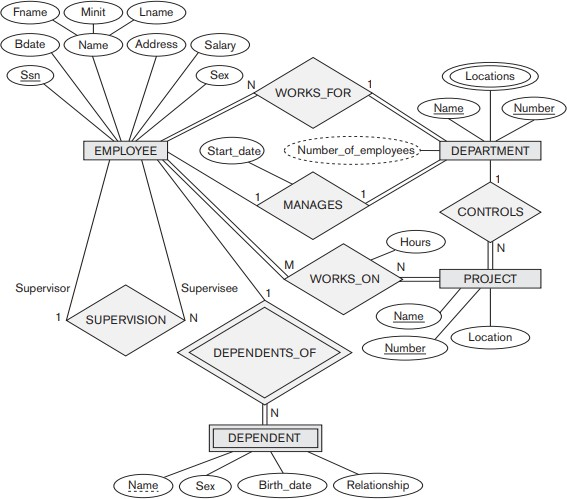 Fname
Minit
Lname
Bdate
Name
Address
Salary
Ssn
Sex
N
WORKS_FOR
1
Locations
Name
Number
EMPLOYEE
Start_date
Number_of_employees
DEPARTMENT
1
MANAGES
1
1
CONTROLS
N
Hours
M
WORKS_ON
N
PROJECT
Supervisor
Supervisee
1
SUPERVISION
N
1
Name
Number
Location
DEPENDENTS_OF
N
DEPENDENT
Name
Sex
Birth_date
Relationship